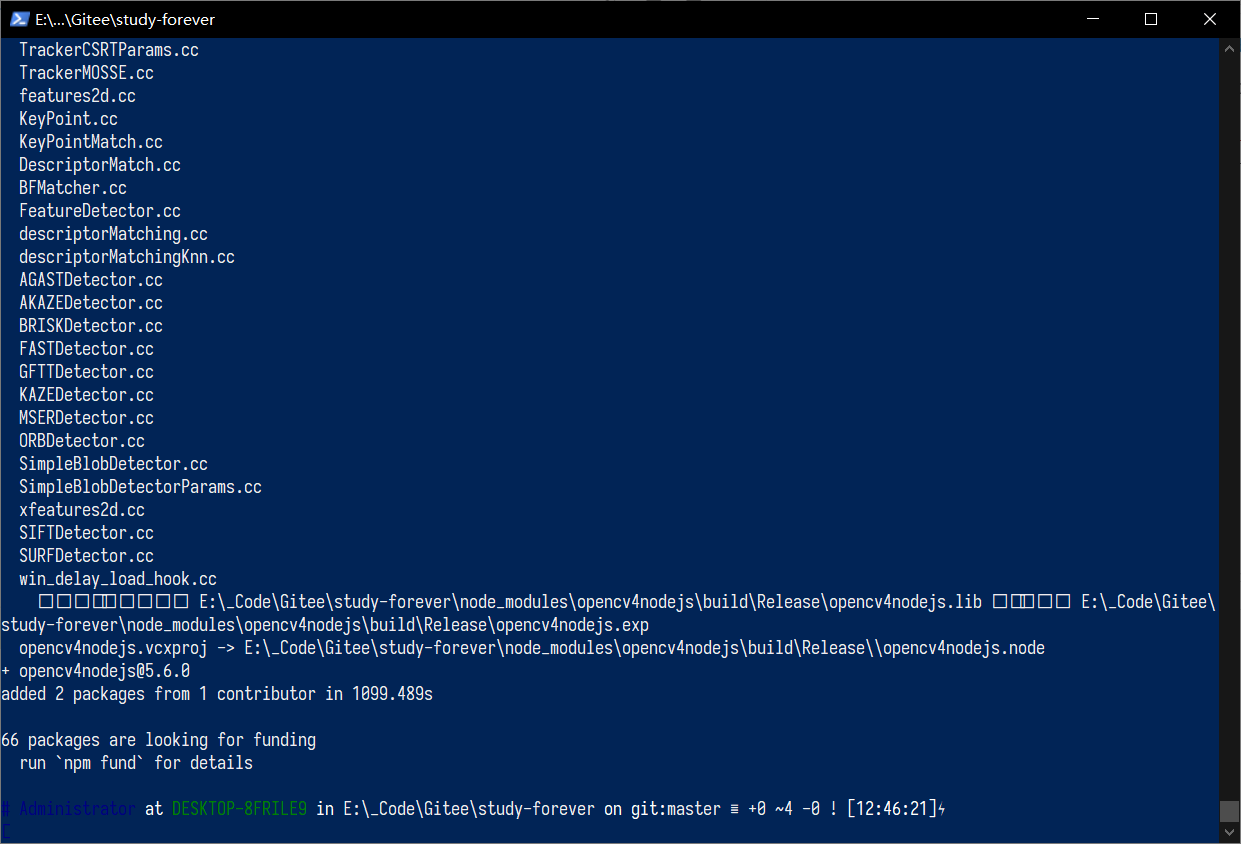 E:\...\Gitee\study-forever
TrackerCSRTParams.cc
TrackerMOSSE.cc
features2d.cc
KeyPoint.cc
KeyPointMatch.cc
DescriptorMatch.cc
BFMatcher.cc
FeatureDetector.cc
descriptorMatching.cc
descriptorMatchingKnn.cc
AGASTDetector.cc
AKAZEDetector.cc
BRISKDetector.cc
FASTDetector.cc
GFTTDetector.cc
KAZEDetector.cc
MSERDetector.cc
ORBDetector.cc
SimpleBlobDetector.cc
SimpleBlobDetectorParams.cc
xfeatures2d.cc
SIFTDetector.cc
SURFDetector.cc
win_delay_load_hook.cc
E:\_Code\Gitee\study-forever\node_modules\opencv4nodejs\build\Release\opencv4nodejs.lib E:\_Code\Gitee\
study-forever\node_modules\opencv4nodejs\build\Release\opencv4nodejs.exp
opencv4nodejs.vcxproj -> E:\_Code\Gitee\study-forever\node_modules\opencv4nodejs\build\Release\\opencv4nodejs.node
+ opencv4nodejs@5.6.0
added 2 packages from 1 contributor in 1099.489s
66 packages are looking for funding
run `npm fund` for details
# Administrator at DESKTOP-8FRILE9 in E:\_Code\Gitee\study-forever on git:master ≡ +0 ~4 -0 ! [12:46:21]⚡